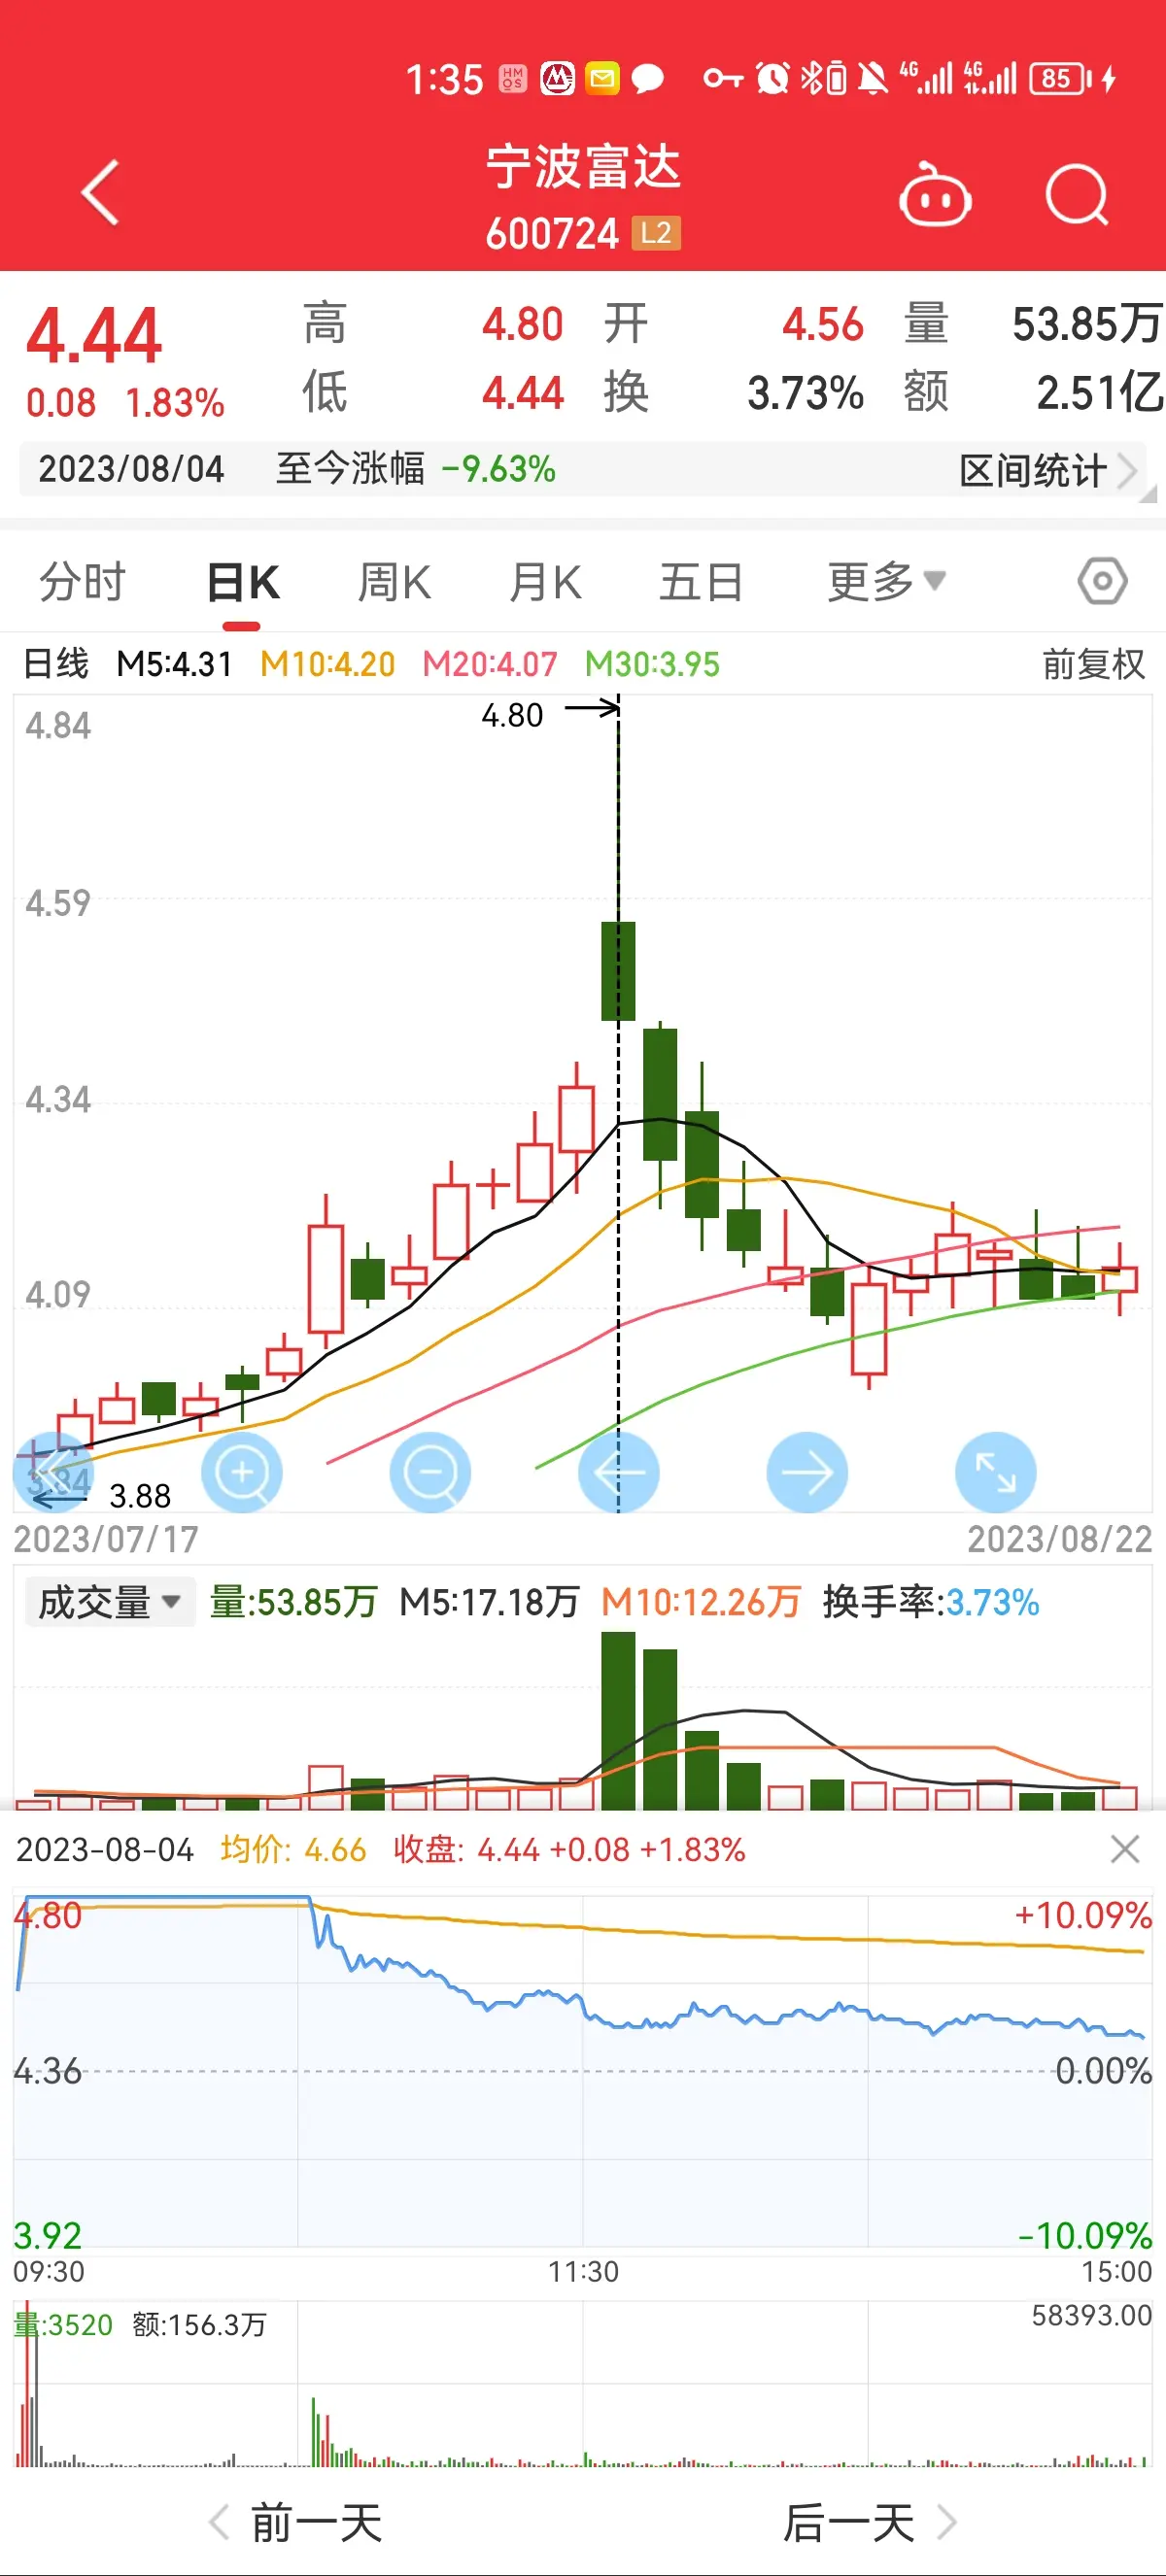 1:35 HM OS 4G 4G 85
宁波富达
600724 L2
4.44 高 4.80 开 4.56 量 53.85万
0.08 1.83% 低 4.44 换 3.73% 额 2.51亿
2023/08/04 至今涨幅 -9.63% 区间统计
分时 日K 周K 月K 五日 更多
日线 M5:4.31 M10:4.20 M20:4.07 M30:3.95 前复权
4.80
4.84
4.59
4.34
4.09
3.84
3.88
2023/07/17 2023/08/22
成交量 量:53.85万 M5:17.18万 M10:12.26万 换手率:3.73%
2023-08-04 均价: 4.66 收盘: 4.44 +0.08 +1.83%
4.80 +10.09%
4.36 0.00%
3.92 -10.09%
09:30 11:30 15:00
量:3520 额:156.3万 58393.00
前一天 后一天